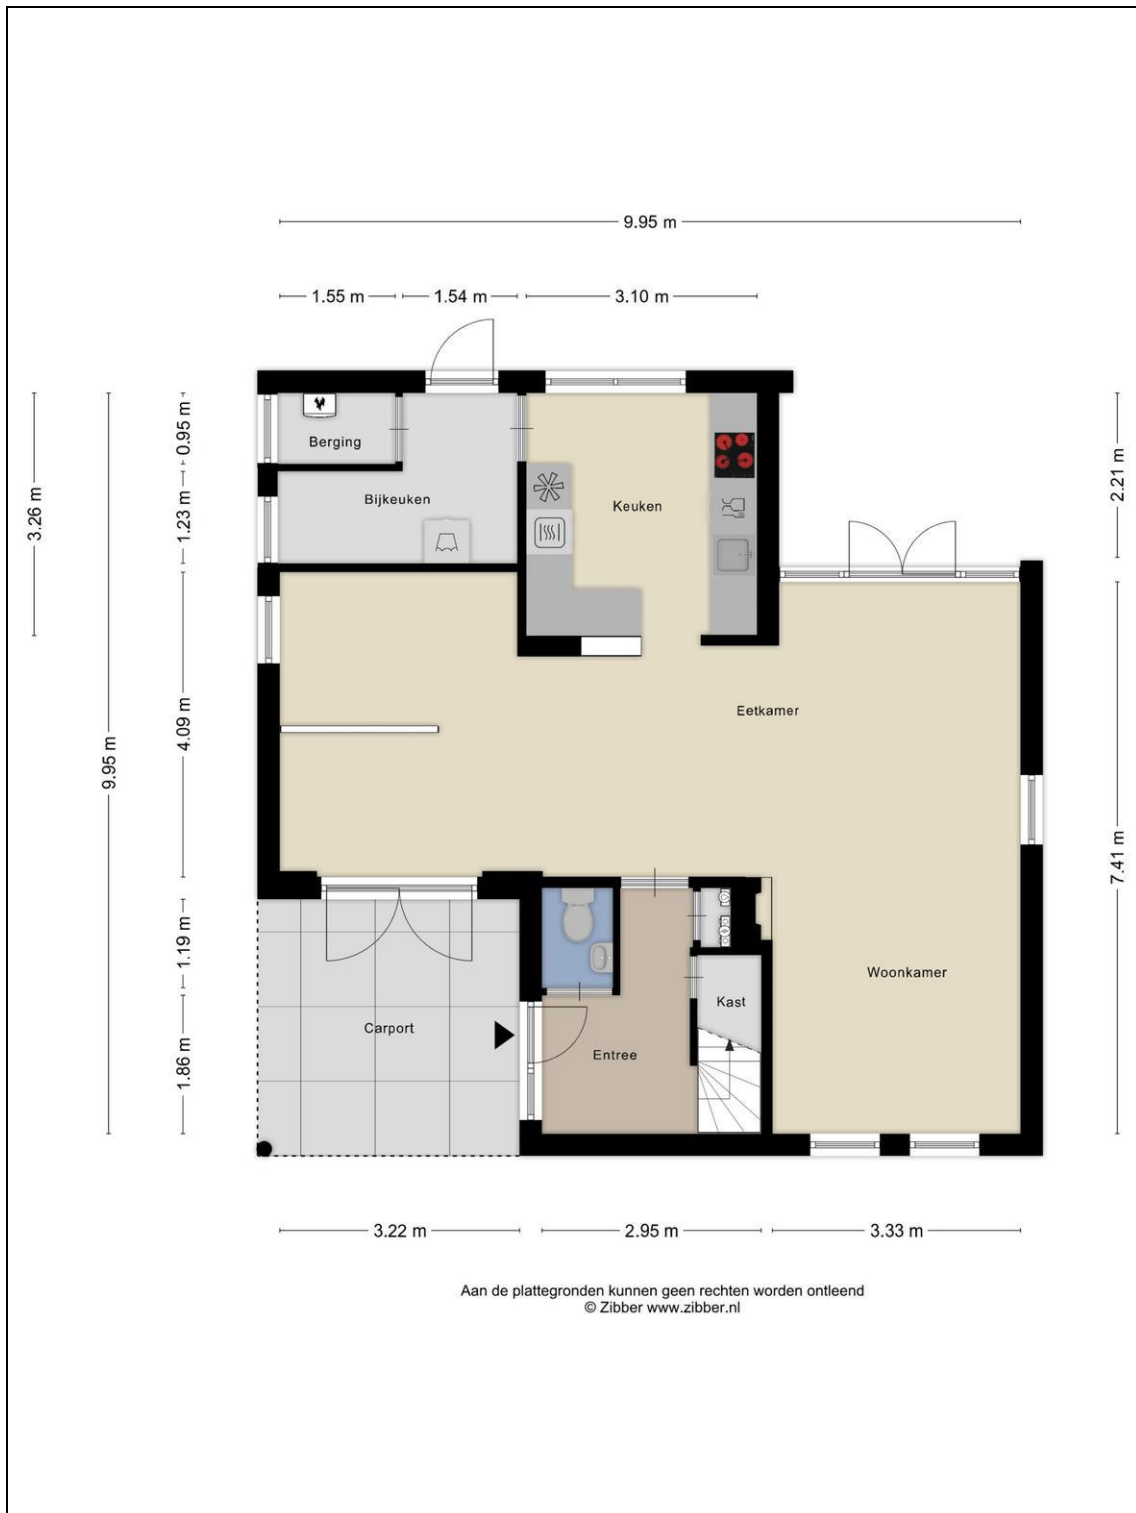 9.95 m
1.55 m
1.54 m
3.10 m
0.95 m
2.21 m
3.26 m
Berging
1.23 m
Bijkeuken
Keuken
4.09 m
Eetkamer
9.95 m
7.41 m
1.19 m
Woonkamer
Kast
Carport
Entree
1.86 m
3.22 m
2.95 m
3.33 m
Aan de plattegronden kunnen geen rechten worden ontleend
© Zibber www.zibber.nl